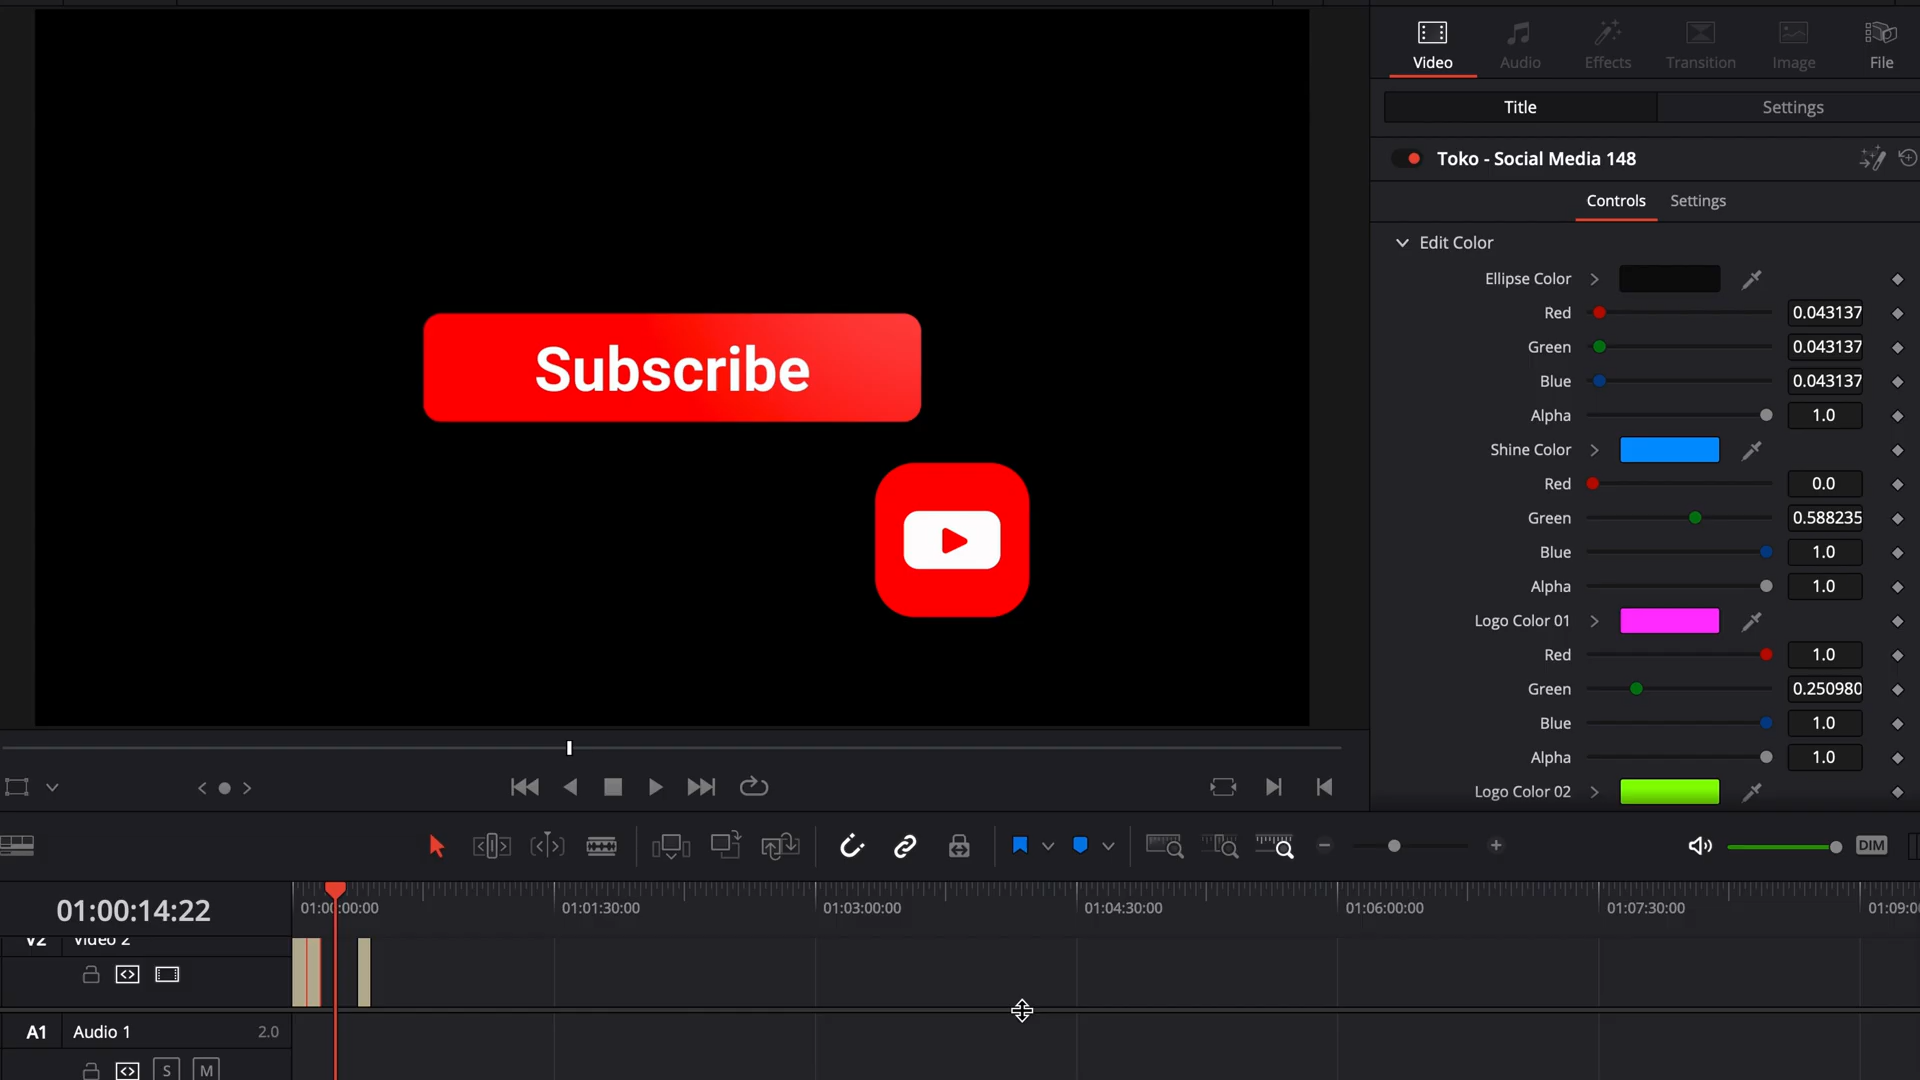 Video
Audio
Effects
Transition
Image
File
Title
Settings
Toko - Social Media 148
Controls
Settings
Edit Color
Ellipse Color
Red
0.043137
Green
0.043137
Blue
0.043137
Alpha
1.0
Shine Color
Red
0.0
Green
0.588235
Blue
1.0
Alpha
1.0
Logo Color 01
Red
1.0
Green
0.250980
Blue
1.0
Alpha
1.0
Logo Color 02
Subscribe
DIM
01:00:14:22
01:00:00:00
01:01:30:00
01:03:00:00
01:04:30:00
01:06:00:00
01:07:30:00
01:09:0
V2
Video 2
A1
Audio 1
2.0
S
M